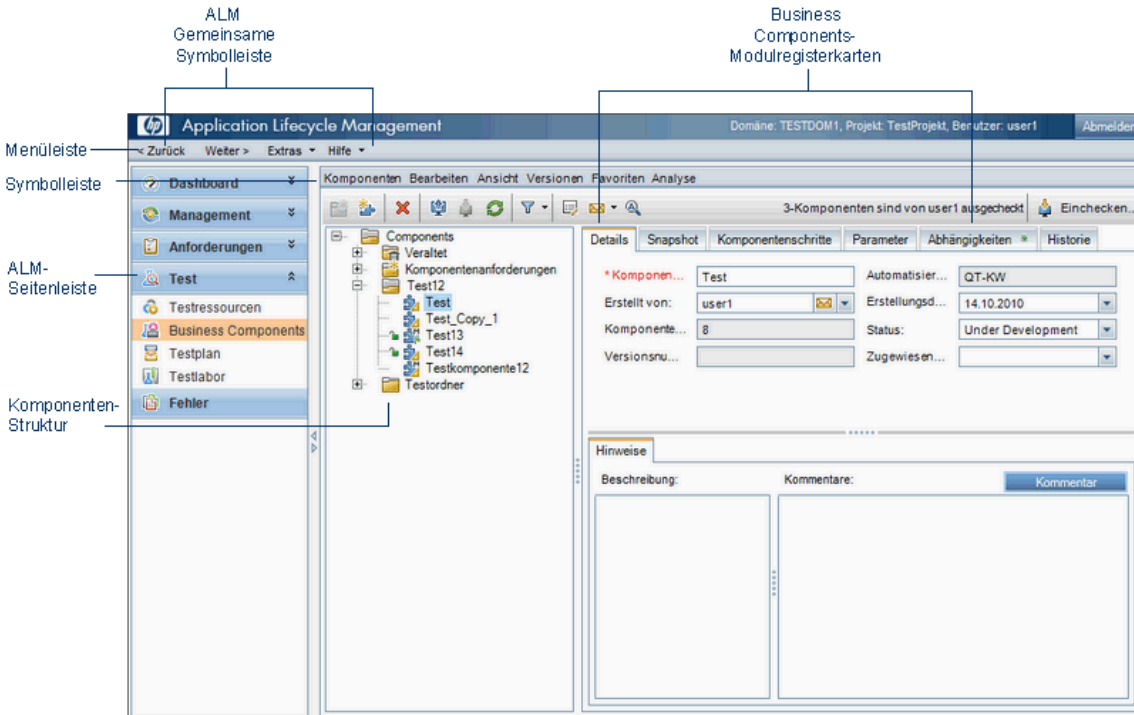 ALM
Gemeinsame
Symbolleiste
Business
Components-
Modulregisterkarten
hp Application Lifecycle Management
Domäne: TESTDOM1, Projekt: TestProjekt, Benutzer: user1
Abmelden
Menüleiste
< Zurück Weiter > Extras Hilfe
Symbolleiste
Komponenten Bearbeiten Ansicht Versionen Favoriten Analyse
3-Komponenten sind von user1 ausgecheckt
Einchecken...
ALM-
Seitenleiste
Dashboard
Management
Anforderungen
Test
Testressourcen
Business Components
Testplan
Testlabor
Fehler
Komponenten-
Struktur
Components
Veraltet
Komponentenanforderungen
Test12
Test
Test_Copy_1
Test13
Test14
Testkomponente12
Testordner
Details Snapshot Komponentenschritte Parameter Abhängigkeiten * Historie
*Komponen... Test
Automatisier... QT-KW
Erstellt von: user1
Erstellungsd... 14.10.2010
Komponente... 8
Status: Under Development
Versionsnu...
Zugewiesen...
Hinweise
Beschreibung:
Kommentare:
Kommentar